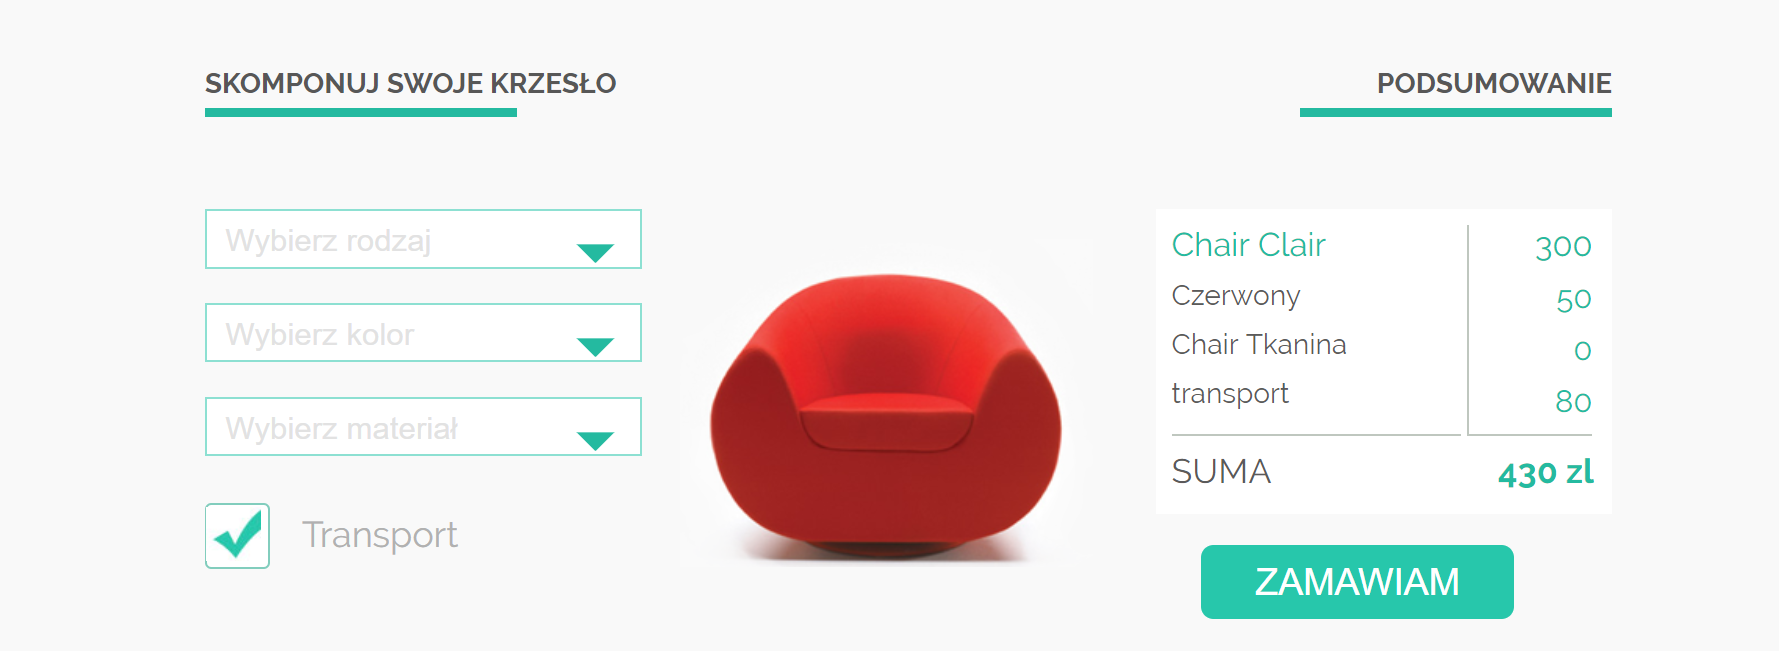 SKOMPONUJ SWOJE KRZESŁO
PODSUMOWANIE
Wybierz rodzaj
Wybierz kolor
Wybierz materiał
Transport
Chair Clair 300
Czerwony 50
Chair Tkanina 0
transport 80
SUMA 430 zl
ZAMAWIAM